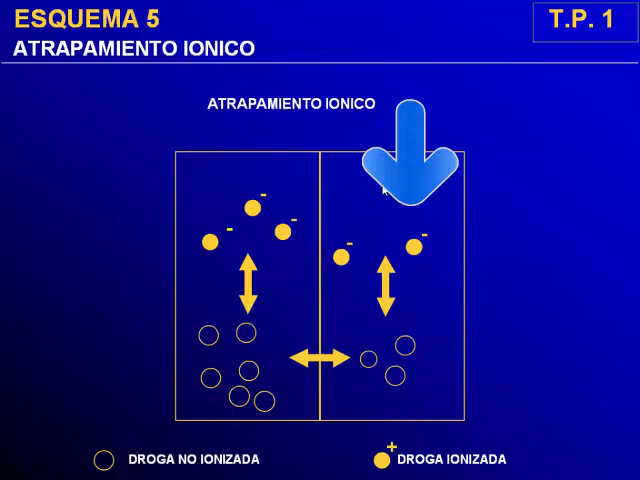 ESQUEMA 5
T.P. 1
ATRAPAMIENTO IONICO
ATRAPAMIENTO IONICO
-
-
-
-
-
+
DROGA NO IONIZADA
DROGA IONIZADA